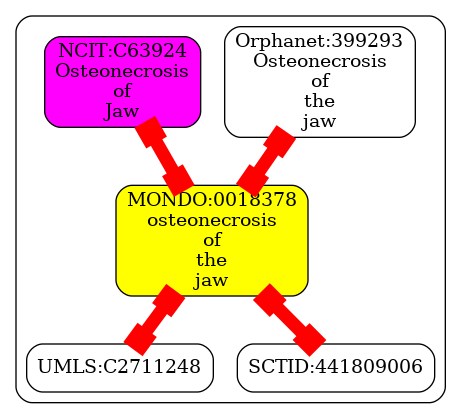 NCIT:C63924
Osteonecrosis
of
Jaw
Orphanet:399293
Osteonecrosis
of
the
jaw
MONDO:0018378
osteonecrosis
of
the
jaw
UMLS:C2711248
SCTID:441809006